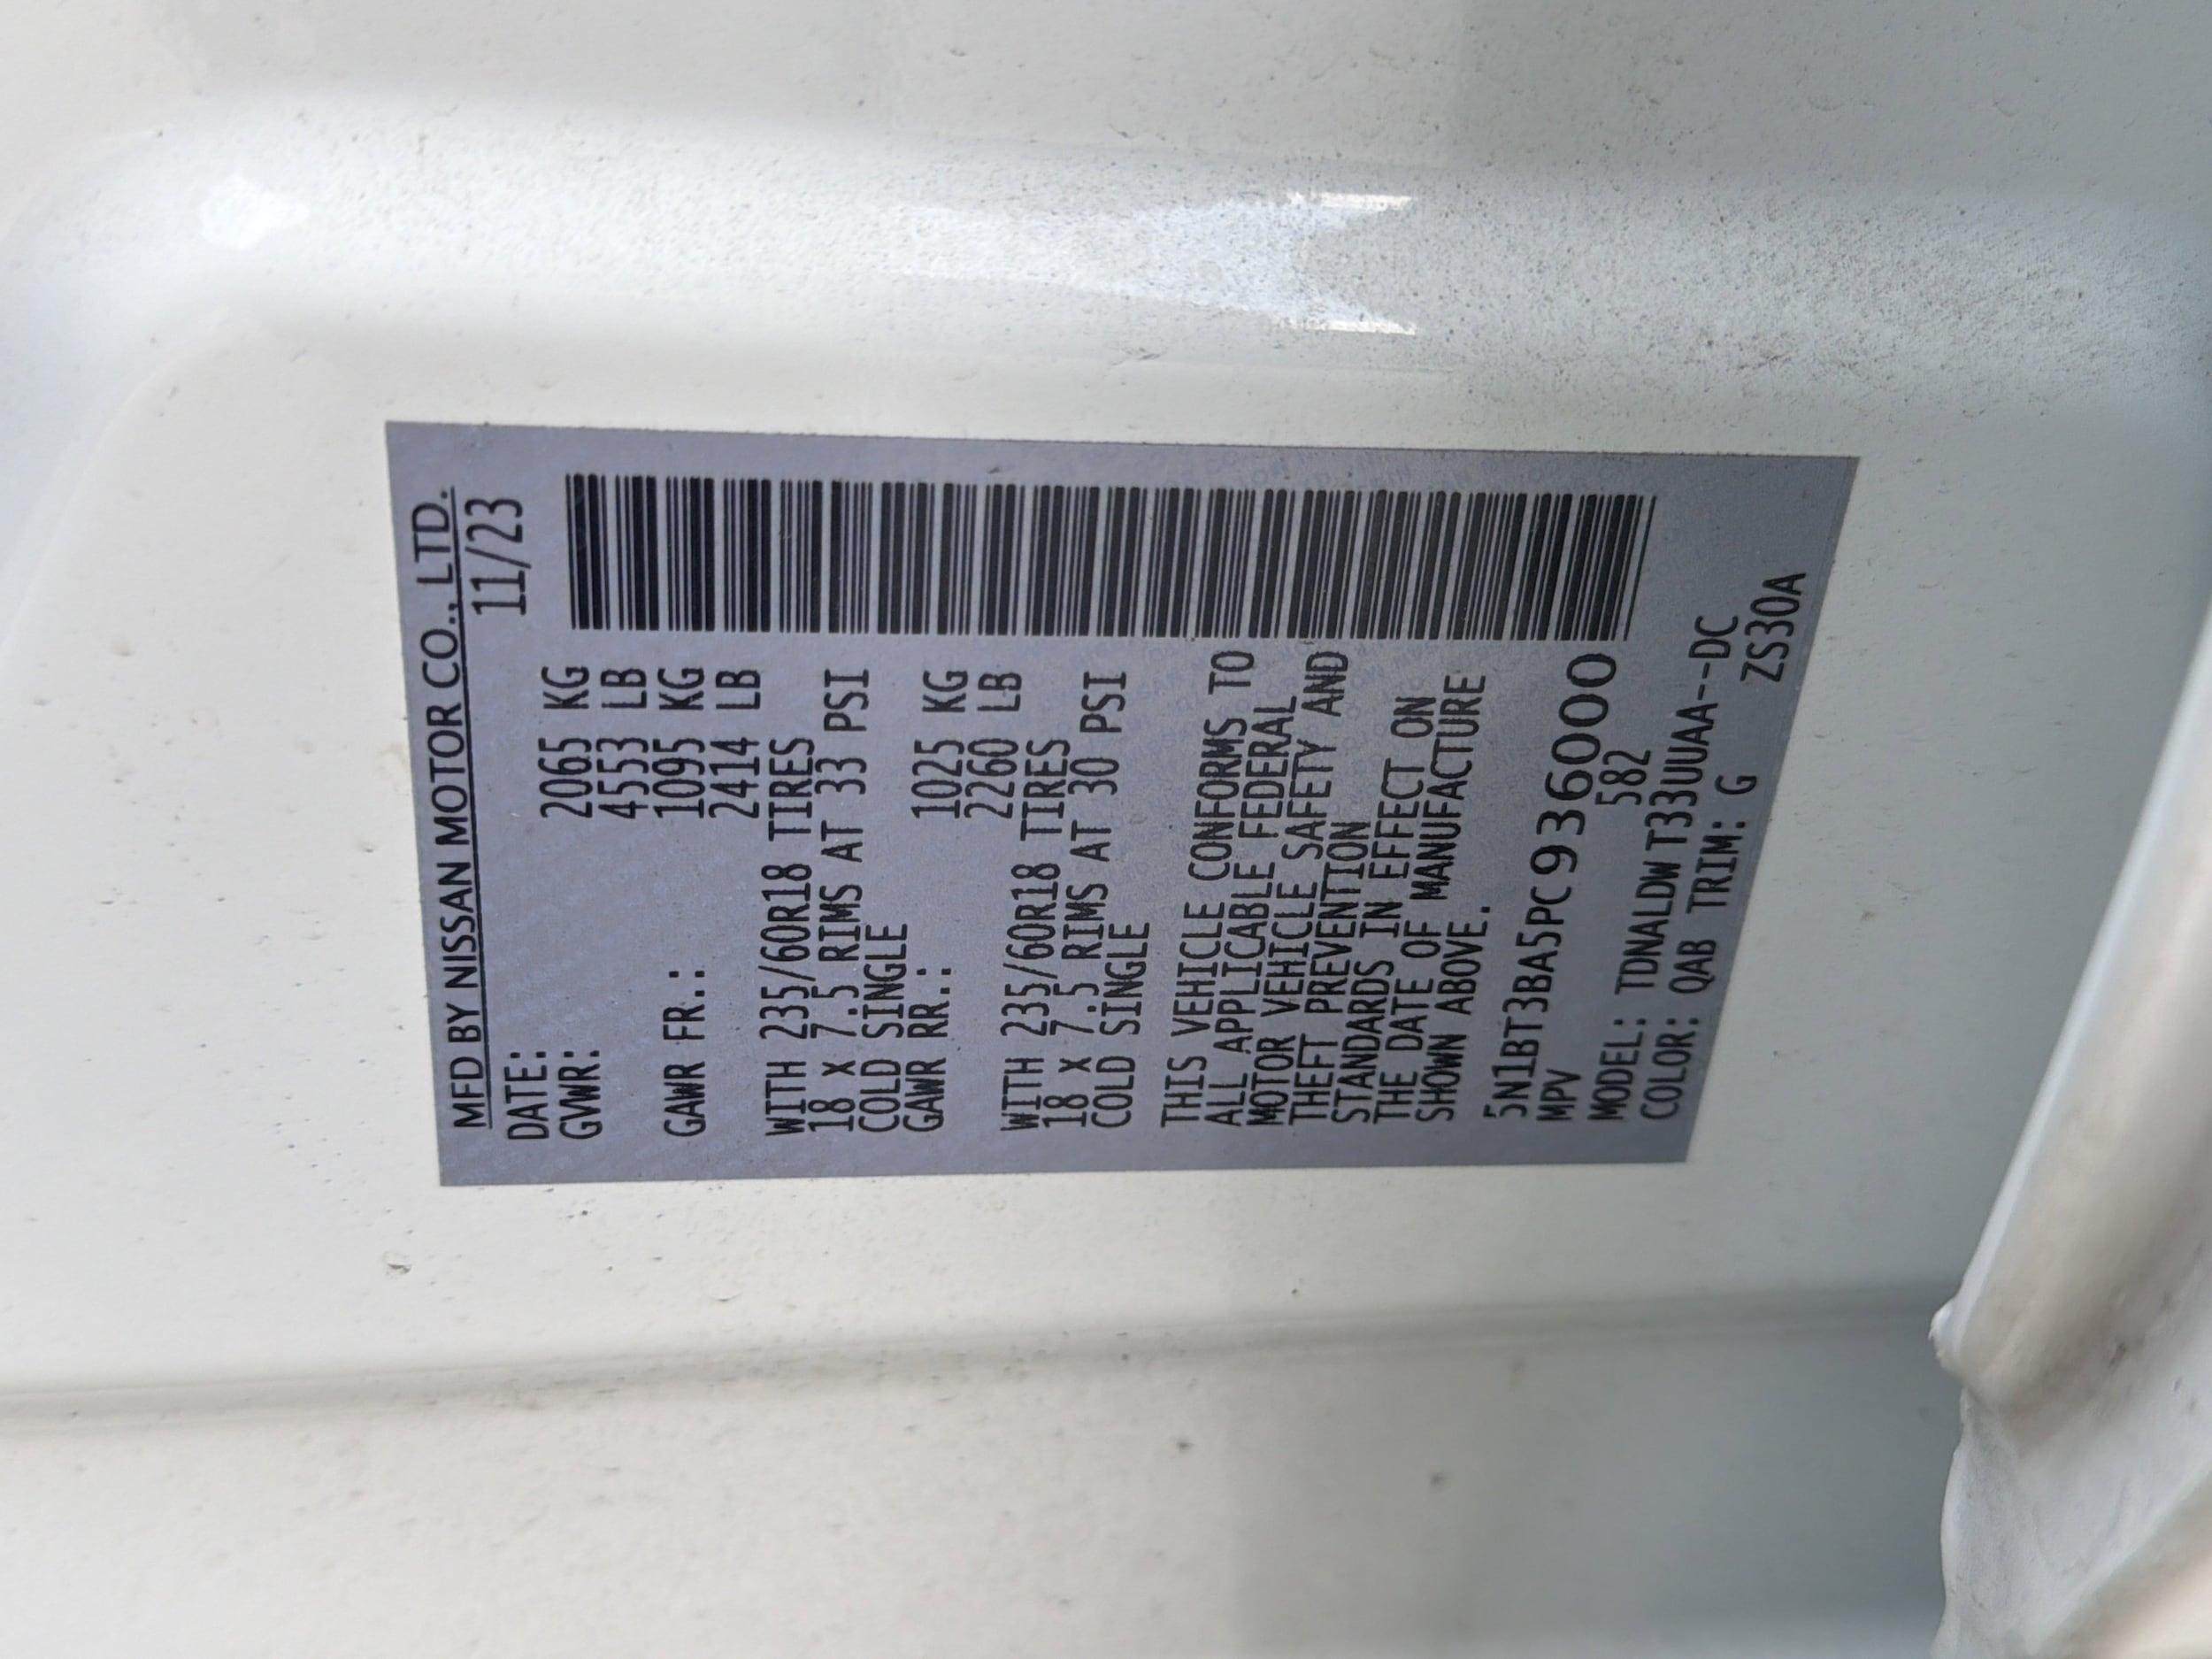 MFD BY NISSAN MOTOR CO., LTD.
DATE: 11/23
GVWR: 2065 KG
4553 LB
GAWR FR.: 1095 KG
2414 LB
WITH 235/60R18 TIRES
18 X 7.5 RIMS AT 33 PSI
COLD SINGLE
GAWR RR.: 1025 KG
2260 LB
WITH 235/60R18 TIRES
18 X 7.5 RIMS AT 30 PSI
COLD SINGLE
THIS VEHICLE CONFORMS TO
ALL APPLICABLE FEDERAL
MOTOR VEHICLE SAFETY AND
THEFT PREVENTION
STANDARDS IN EFFECT ON
THE DATE OF MANUFACTURE
SHOWN ABOVE.
5N1BT3BA5PC936000
MPV 582
MODEL: TDNALDW T33UUAA--DC
COLOR: QAB TRIM: G ZS30A